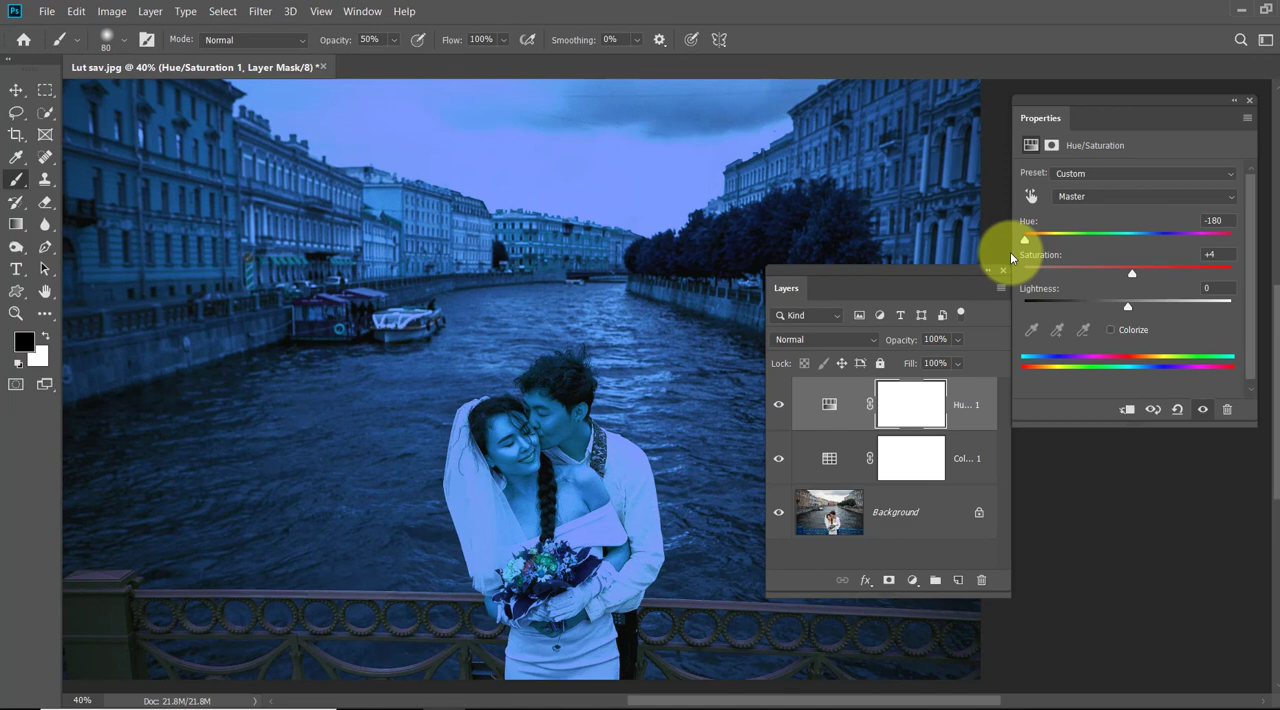 Ps File Edit Image Layer Type Select Filter 3D View Window Help
80 Mode: Normal Opacity: 50% Flow: 100% Smoothing: 0%
Lut sav.jpg @ 40% (Hue/Saturation 1, Layer Mask/8) *
Properties
Hue/Saturation
Preset: Custom
Master
Hue: -180
Saturation: +4
Lightness: 0
Colorize
Layers
Kind
Normal Opacity: 100%
Lock: Fill: 100%
Hu... 1
Col... 1
Background
40% Doc: 21.8M/21.8M